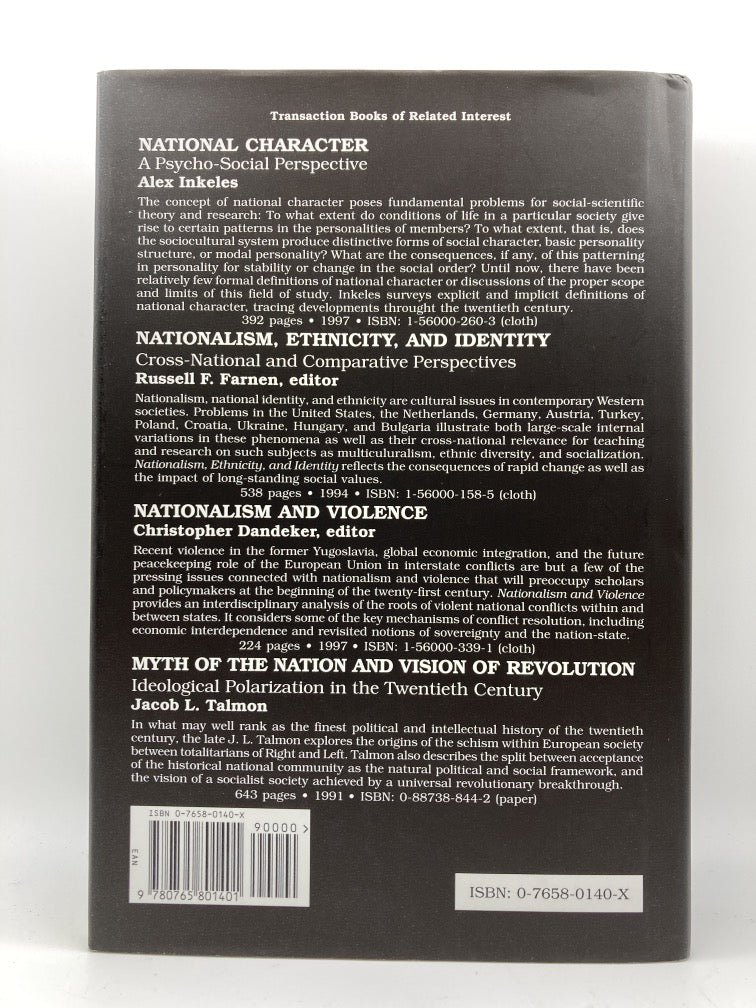 Transaction Books of Related Interest
NATIONAL CHARACTER
A Psycho-Social Perspective
Alex Inkeles
The concept of national character poses fundamental problems for social-scientific
theory and research: To what extent do conditions of life in a particular society give
rise to certain patterns in the personalities of members? To what extent, that is, does
the sociocultural system produce distinctive forms of social character, basic personality
structure, or modal personality? What are the consequences, if any, of this patterning
in personality for stability or change in the social order? Until now, there have been
relatively few formal definitions of national character or discussions of the proper scope
and limits of this field of study. Inkeles surveys explicit and implicit definitions of
national character, tracing developments throught the twentieth century.
392 pages • 1997 • ISBN: 1-56000-260-3 (cloth)
NATIONALISM, ETHNICITY, AND IDENTITY
Cross-National and Comparative Perspectives
Russell F. Farnen, editor
Nationalism, national identity, and ethnicity are cultural issues in contemporary Western
societies. Problems in the United States, the Netherlands, Germany, Austria, Turkey,
Poland, Croatia, Ukraine, Hungary, and Bulgaria illustrate both large-scale internal
variations in these phenomena as well as their cross-national relevance for teaching
and research on such subjects as multiculuralism, ethnic diversity, and socialization.
Nationalism, Ethnicity, and Identity reflects the consequences of rapid change as well as
the impact of long-standing social values.
538 pages • 1994 • ISBN: 1-56000-158-5 (cloth)
NATIONALISM AND VIOLENCE
Christopher Dandeker, editor
Recent violence in the former Yugoslavia, global economic integration, and the future
peacekeeping role of the European Union in interstate conflicts are but a few of the
pressing issues connected with nationalism and violence that will preoccupy scholars
and policymakers at the beginning of the twenty-first century. Nationalism and Violence
provides an interdisciplinary analysis of the roots of violent national conflicts within and
between states. It considers some of the key mechanisms of conflict resolution, including
economic interdependence and revisited notions of sovereignty and the nation-state.
224 pages • 1997 • ISBN: 1-56000-339-1 (cloth)
MYTH OF THE NATION AND VISION OF REVOLUTION
Ideological Polarization in the Twentieth Century
Jacob L. Talmon
In what may well rank as the finest political and intellectual history of the twentieth
century, the late J. L. Talmon explores the origins of the schism within European society
between totalitarians of Right and Left. Talmon also describes the split between acceptance
of the historical national community as the natural political and social framework, and
the vision of a socialist society achieved by a universal revolutionary breakthrough.
643 pages • 1991 • ISBN: 0-88738-844-2 (paper)
ISBN 0-7658-0140-X
90000>
EAN
9 780765 801401
ISBN: 0-7658-0140-X